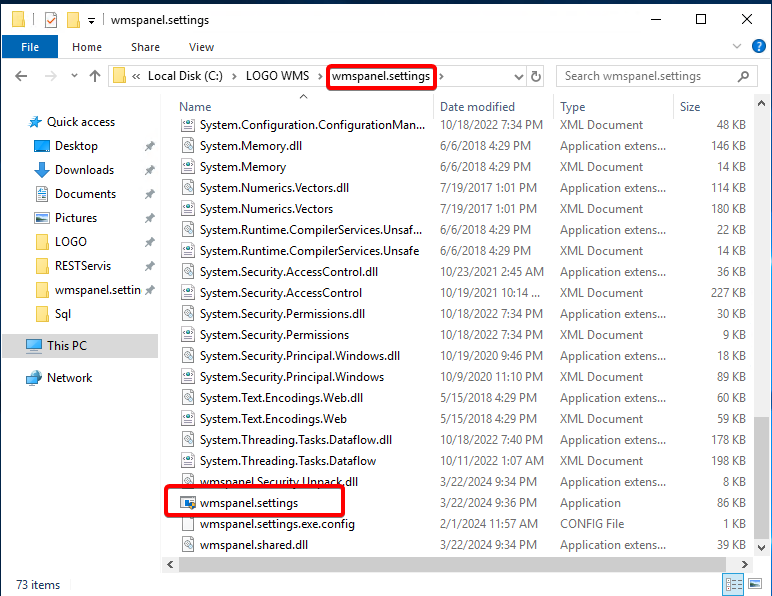 wmspanel.settings
File Home Share View
« Local Disk (C:) > LOGO WMS > wmspanel.settings > Search wmspanel.settings
Name Date modified Type Size
Quick access
Desktop
Downloads
Documents
Pictures
LOGO
RESTServis
wmspanel.settin
Sql
This PC
Network
System.Configuration.ConfigurationMan... 10/18/2022 7:34 PM XML Document 48 KB
System.Memory.dll 6/6/2018 4:29 PM Application extens... 146 KB
System.Memory 6/6/2018 4:29 PM XML Document 14 KB
System.Numerics.Vectors.dll 7/19/2017 1:01 PM Application extens... 114 KB
System.Numerics.Vectors 7/19/2017 1:01 PM XML Document 180 KB
System.Runtime.CompilerServices.Unsaf... 6/6/2018 4:29 PM Application extens... 22 KB
System.Runtime.CompilerServices.Unsafe 6/6/2018 4:29 PM XML Document 14 KB
System.Security.AccessControl.dll 10/23/2021 2:45 AM Application extens... 36 KB
System.Security.AccessControl 10/19/2021 10:14 ... XML Document 227 KB
System.Security.Permissions.dll 10/18/2022 7:34 PM Application extens... 30 KB
System.Security.Permissions 10/18/2022 7:34 PM XML Document 9 KB
System.Security.Principal.Windows.dll 10/19/2020 9:46 PM Application extens... 18 KB
System.Security.Principal.Windows 10/9/2020 11:10 PM XML Document 89 KB
System.Text.Encodings.Web.dll 5/15/2018 4:29 PM Application extens... 60 KB
System.Text.Encodings.Web 5/15/2018 4:29 PM XML Document 59 KB
System.Threading.Tasks.Dataflow.dll 10/18/2022 7:40 PM Application extens... 178 KB
System.Threading.Tasks.Dataflow 10/11/2022 1:07 AM XML Document 198 KB
wmspanel.Security.Unpack.dll 3/22/2024 9:34 PM Application extens... 8 KB
wmspanel.settings 3/22/2024 9:36 PM Application 86 KB
wmspanel.settings.exe.config 2/1/2024 11:57 AM CONFIG File 1 KB
wmspanel.shared.dll 3/22/2024 9:34 PM Application extens... 39 KB
73 items